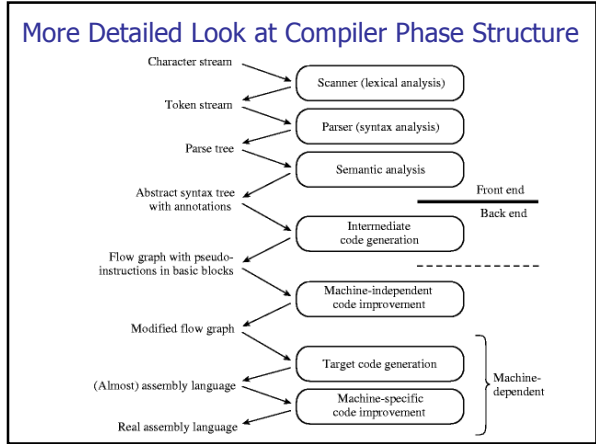 More Detailed Look at Compiler Phase Structure
Character stream
Scanner (lexical analysis)
Token stream
Parser (syntax analysis)
Parse tree
Semantic analysis
Abstract syntax tree
with annotations
Front end
Back end
Intermediate
code generation
Flow graph with pseudo-
instructions in basic blocks
Machine-independent
code improvement
Modified flow graph
Target code generation
(Almost) assembly language
Machine-
dependent
Machine-specific
code improvement
Real assembly language